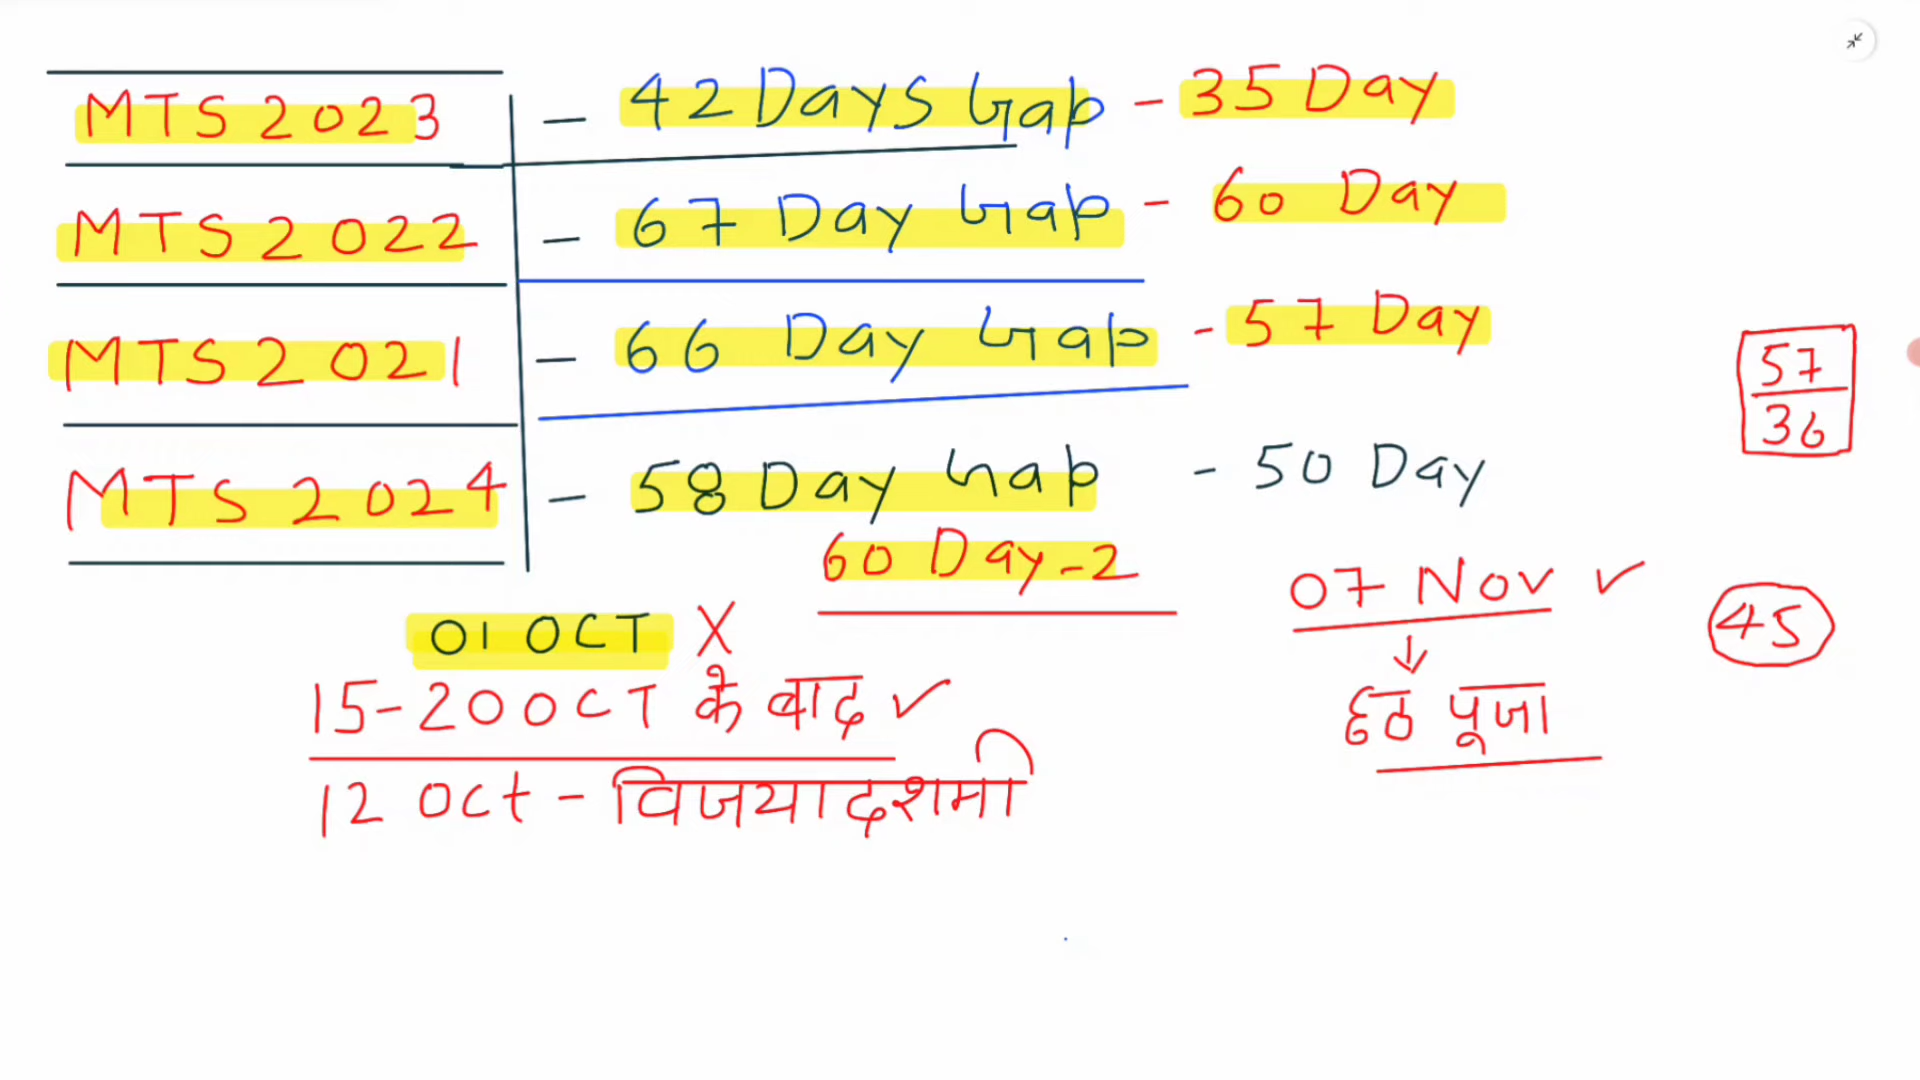 MTS 2023 - 42 Days Gap - 35 Day
MTS 2022 - 67 Day Gap - 60 Day
MTS 2021 - 66 Day Gap - 57 Day
57
36
MTS 2024 - 58 Day Gap - 50 Day
60 Day-2
07 Nov ✓
45
01 OCT X
15-20 OCT के बाद ✓
छठ पूजा
12 Oct - विजयादशमी